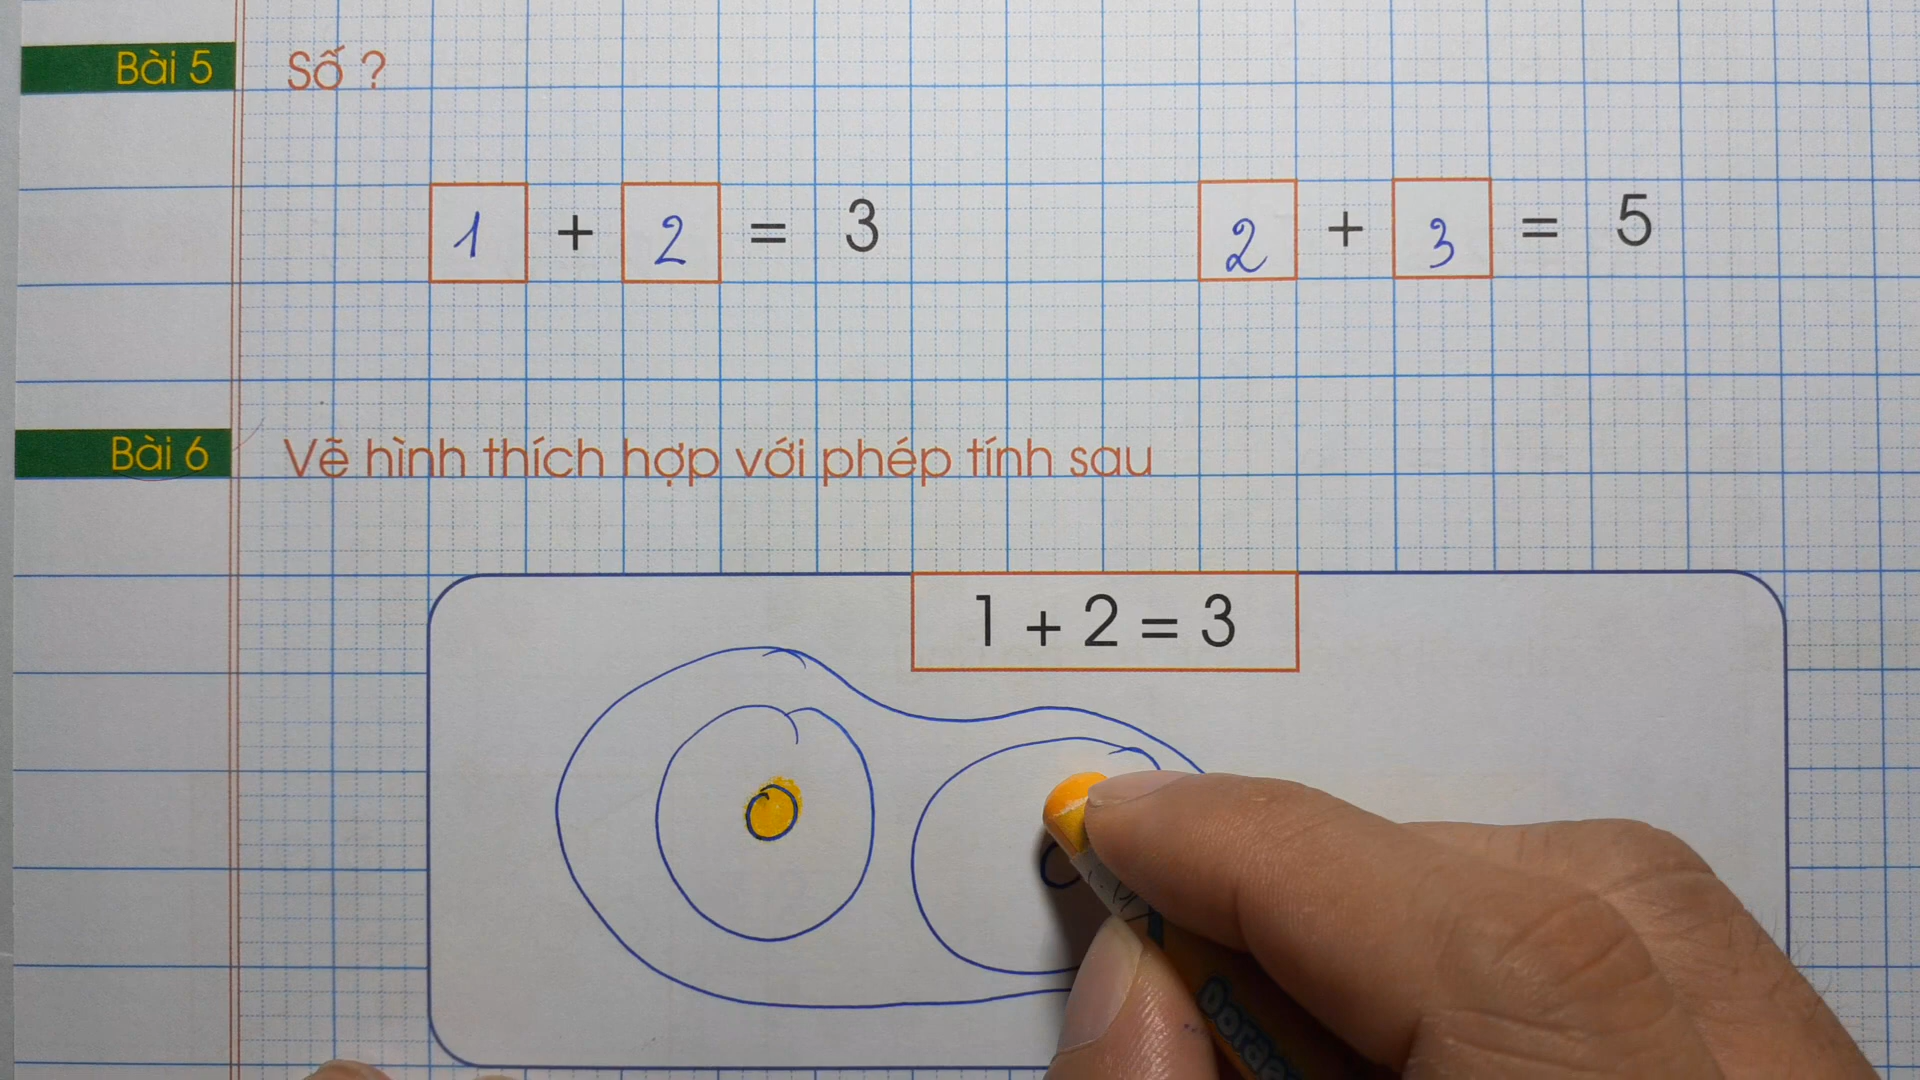 Bài 5 Số ?
1 + 2 = 3 2 + 3 = 5
Bài 6 Vẽ hình thích hợp với phép tính sau
1 + 2 = 3